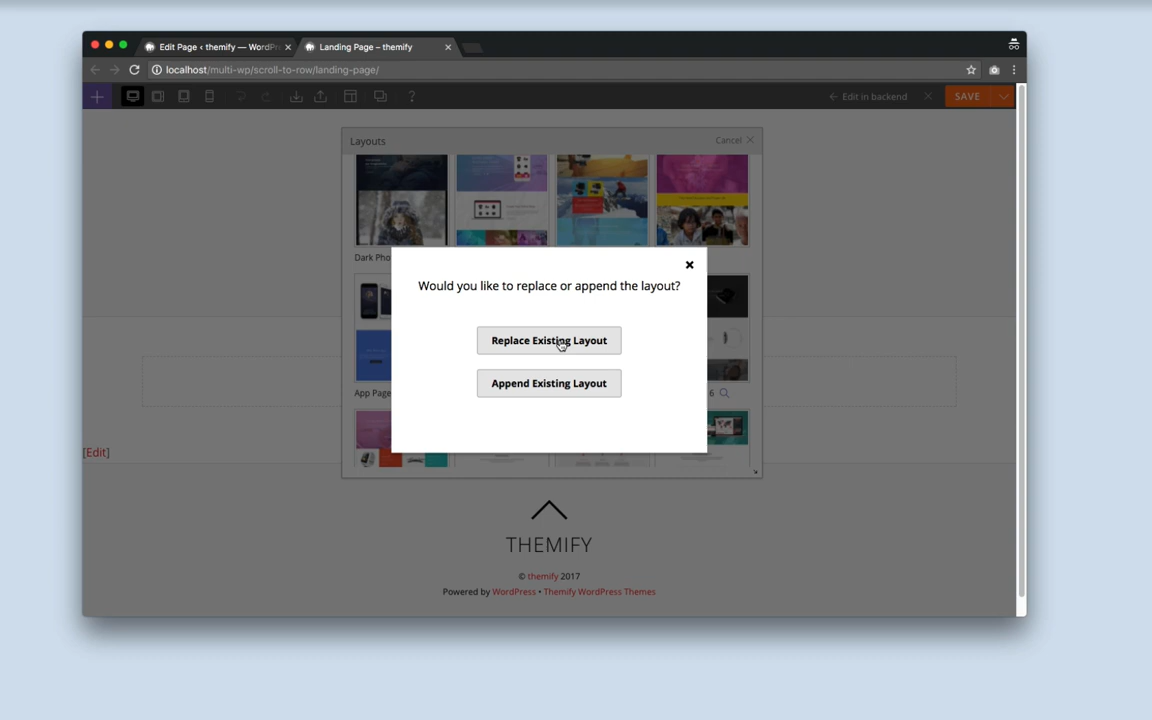 Edit Page < themify — WordPr
Landing Page – themify
localhost/multi-wp/scroll-to-row/landing-page/
← Edit in backend
SAVE
Layouts
Cancel
Dark Pho
Would you like to replace or append the layout?
Replace Existing Layout
Append Existing Layout
App Page
6
[Edit]
THEMIFY
© themify 2017
Powered by WordPress • Themify WordPress Themes